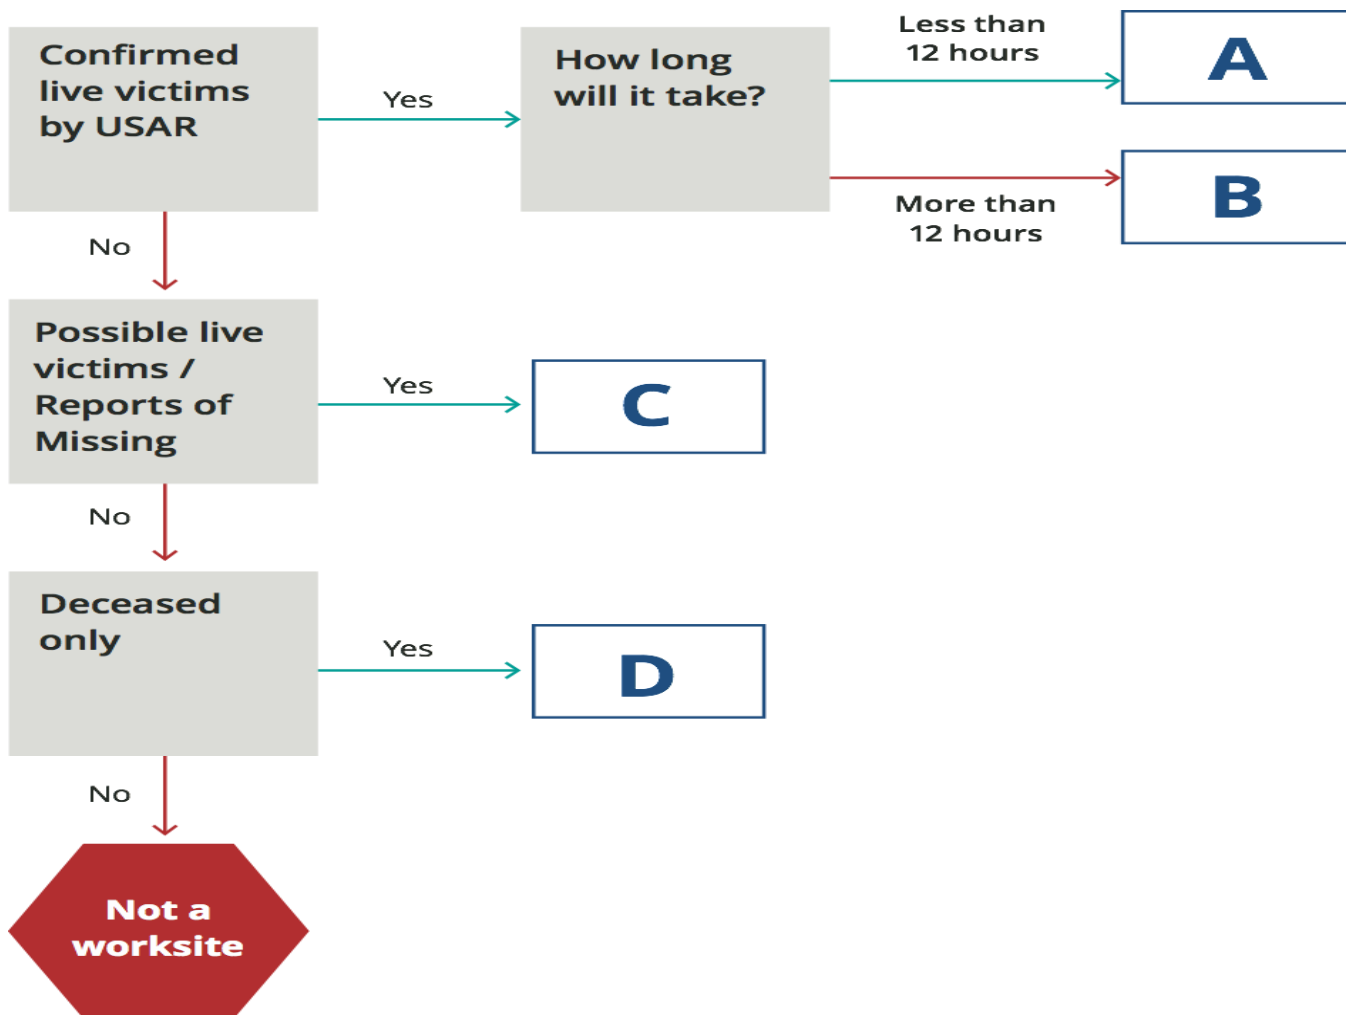 Confirmed
live victims
by USAR
Yes
How long
will it take?
Less than
12 hours
A
More than
12 hours
B
No
Possible live
victims /
Reports of
Missing
Yes
C
No
Deceased
only
Yes
D
No
Not a
worksite